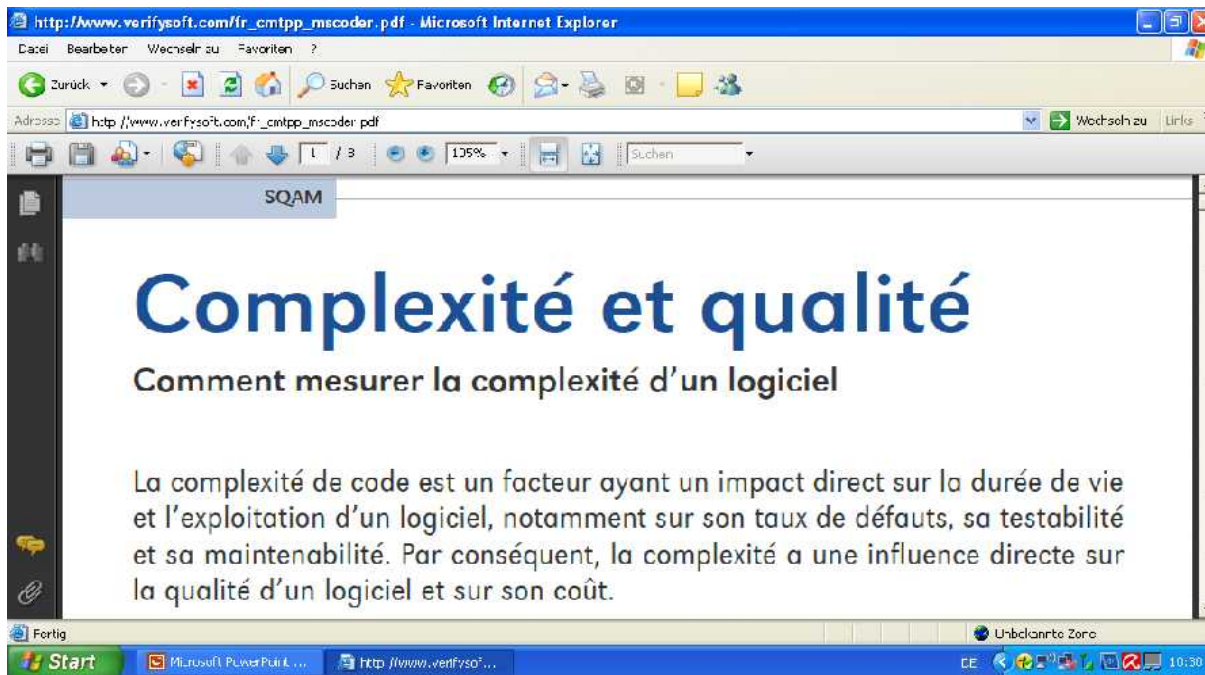 http://www.verifysoft.com/fr_cmtpp_mscoder.pdf - Microsoft Internet Explorer
Datei Bearbeiten Wechseln zu Favoriten ?
Zurück Suchen Favoriten
Adresse http://www.verifysoft.com/fr_cmtpp_mscoder.pdf Wechseln zu Links
1 / 3 135% Suchen
SQAM
Complexité et qualité
Comment mesurer la complexité d'un logiciel
La complexité de code est un facteur ayant un impact direct sur la durée de vie
et l'exploitation d'un logiciel, notamment sur son taux de défauts, sa testabilité
et sa maintenabilité. Par conséquent, la complexité a une influence directe sur
la qualité d'un logiciel et sur son coût.
Fertig Unbekannte Zone
Start Microsoft PowerPoint ... http://www.verifysof... DE 10:30